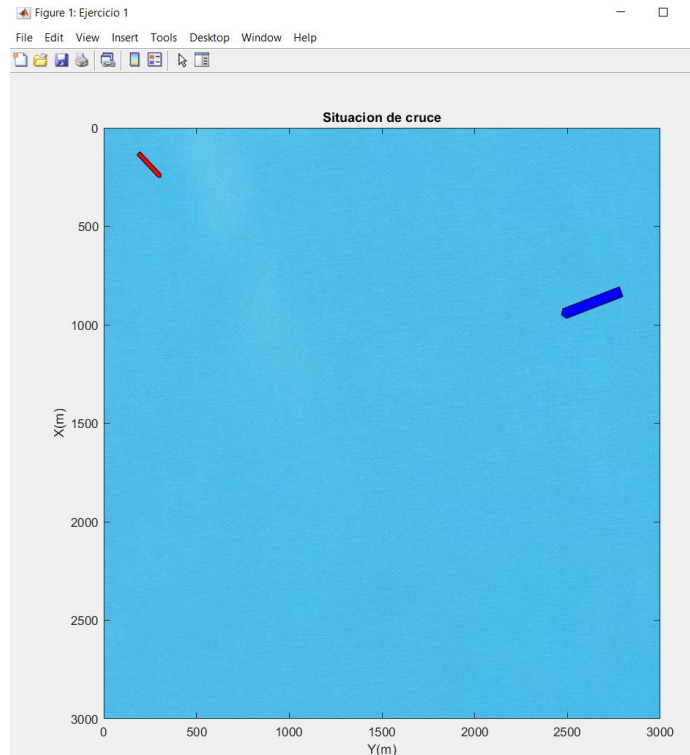 Figure 1: Ejercicio 1
File Edit View Insert Tools Desktop Window Help
Situacion de cruce
0
500
1000
1500
2000
2500
3000
X(m)
0 500 1000 1500 2000 2500 3000
Y(m)